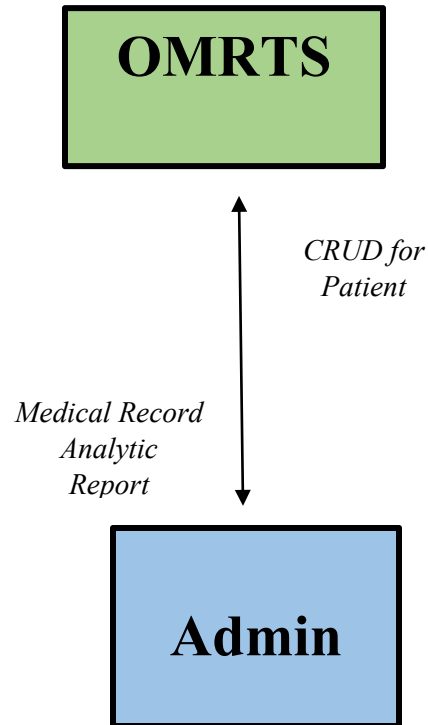 OMRTS
CRUD for
Patient
Medical Record
Analytic
Report
Admin